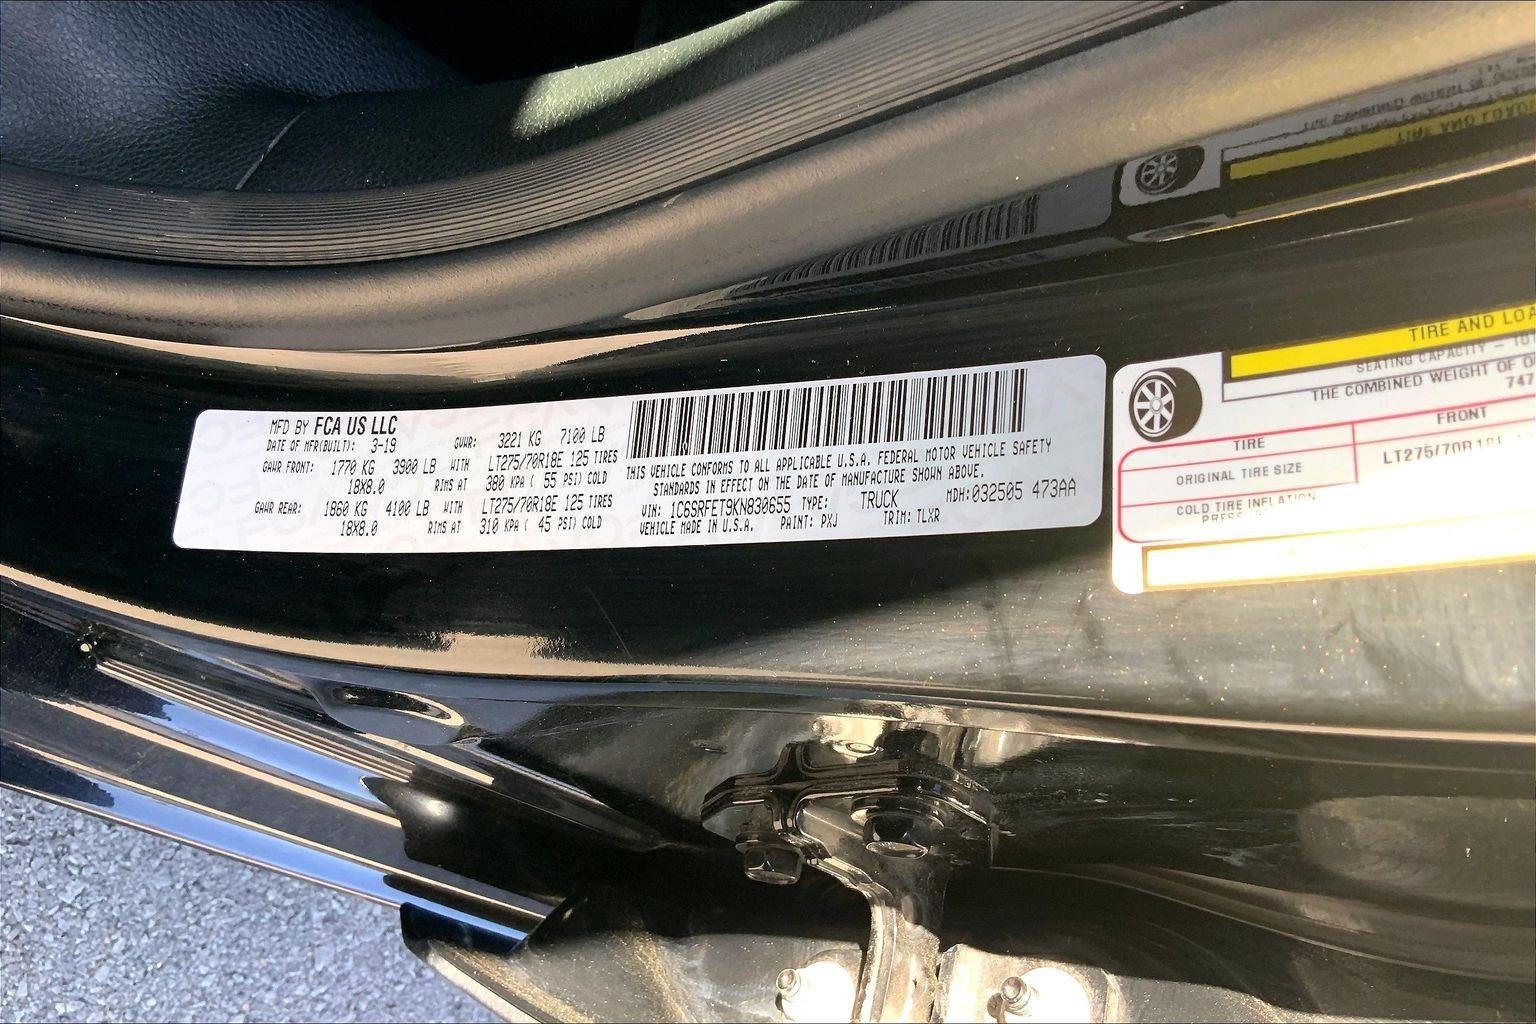 MFD BY FCA US LLC
DATE OF MFR(BUILT): 3-19 GVWR: 3221 KG 7100 LB
GAWR FRONT: 1770 KG 3900 LB WITH LT275/70R18E 125 TIRES
18X8.0 RIMS AT 380 KPA ( 55 PSI) COLD
GAWR REAR: 1860 KG 4100 LB WITH LT275/70R18E 125 TIRES
18X8.0 RIMS AT 310 KPA ( 45 PSI) COLD
THIS VEHICLE CONFORMS TO ALL APPLICABLE U.S.A. FEDERAL MOTOR VEHICLE SAFETY
STANDARDS IN EFFECT ON THE DATE OF MANUFACTURE SHOWN ABOVE.
VIN: 1C6SRFET9KN830655 TYPE: TRUCK MDH:032505 473AA
VEHICLE MADE IN U.S.A. PAINT: PXJ TRIM: TLXR
TIRE AND LOA
SEATING CAPACITY - TOT
THE COMBINED WEIGHT OF O
747
TIRE FRONT
ORIGINAL TIRE SIZE LT275/70R18E
COLD TIRE INFLATION